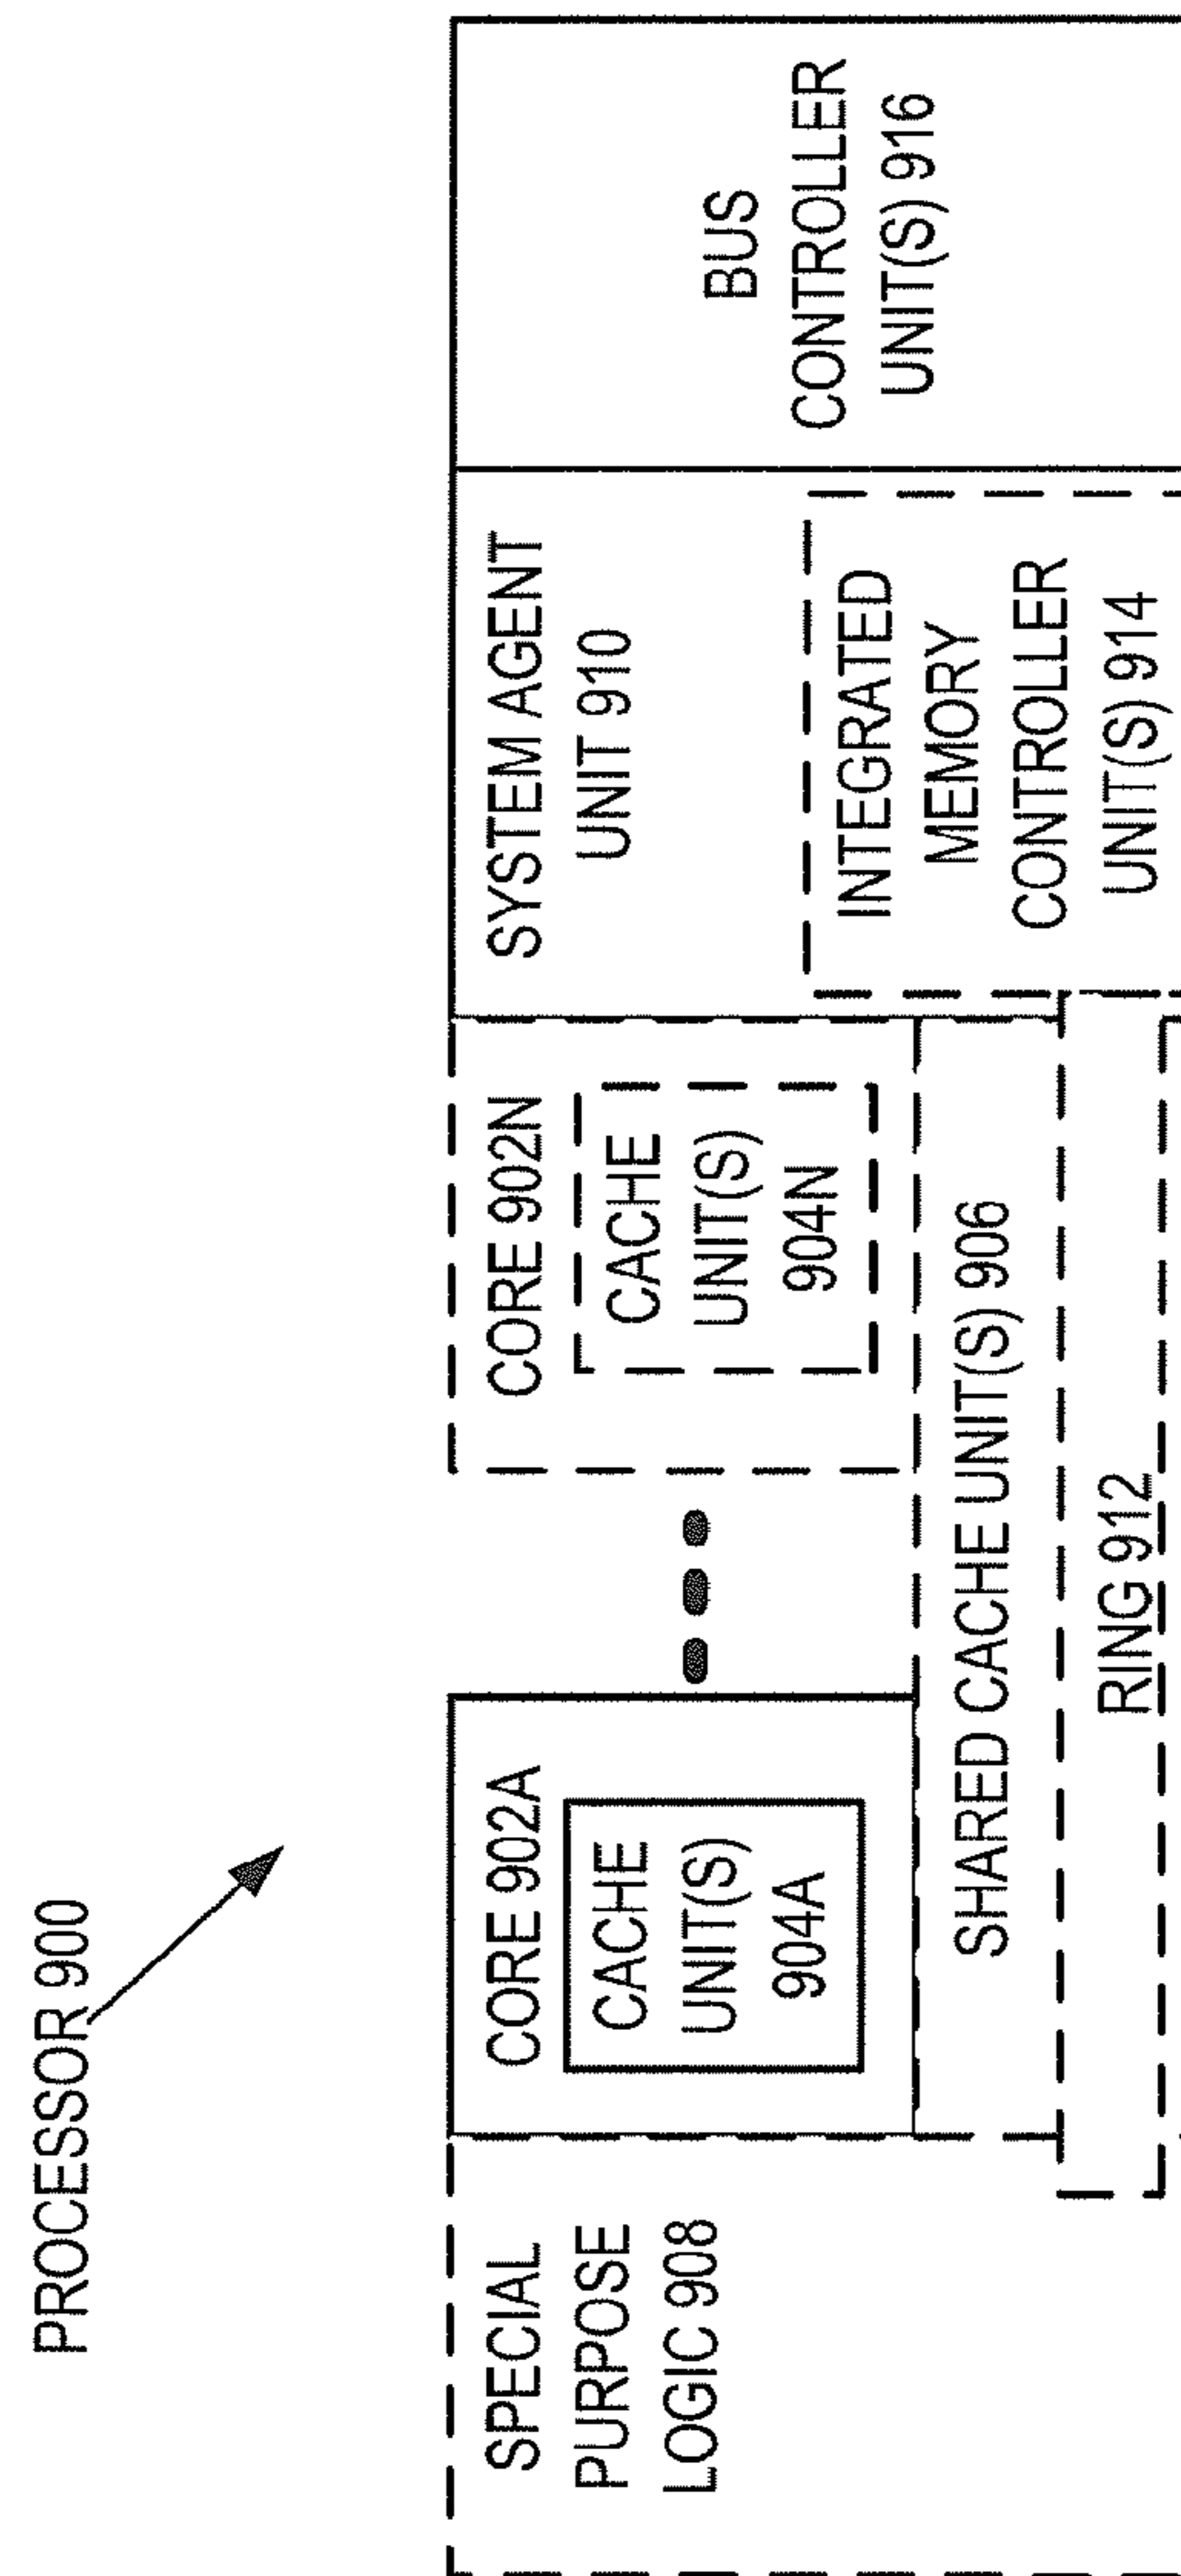 PROCESSOR 900
SPECIAL
PURPOSE
LOGIC 908
CORE 902A
CACHE
UNIT(S)
904A
CORE 902N
CACHE
UNIT(S)
904N
SHARED CACHE UNIT(S) 906
RING 912
SYSTEM AGENT
UNIT 910
INTEGRATED
MEMORY
CONTROLLER
UNIT(S) 914
BUS
CONTROLLER
UNIT(S) 916